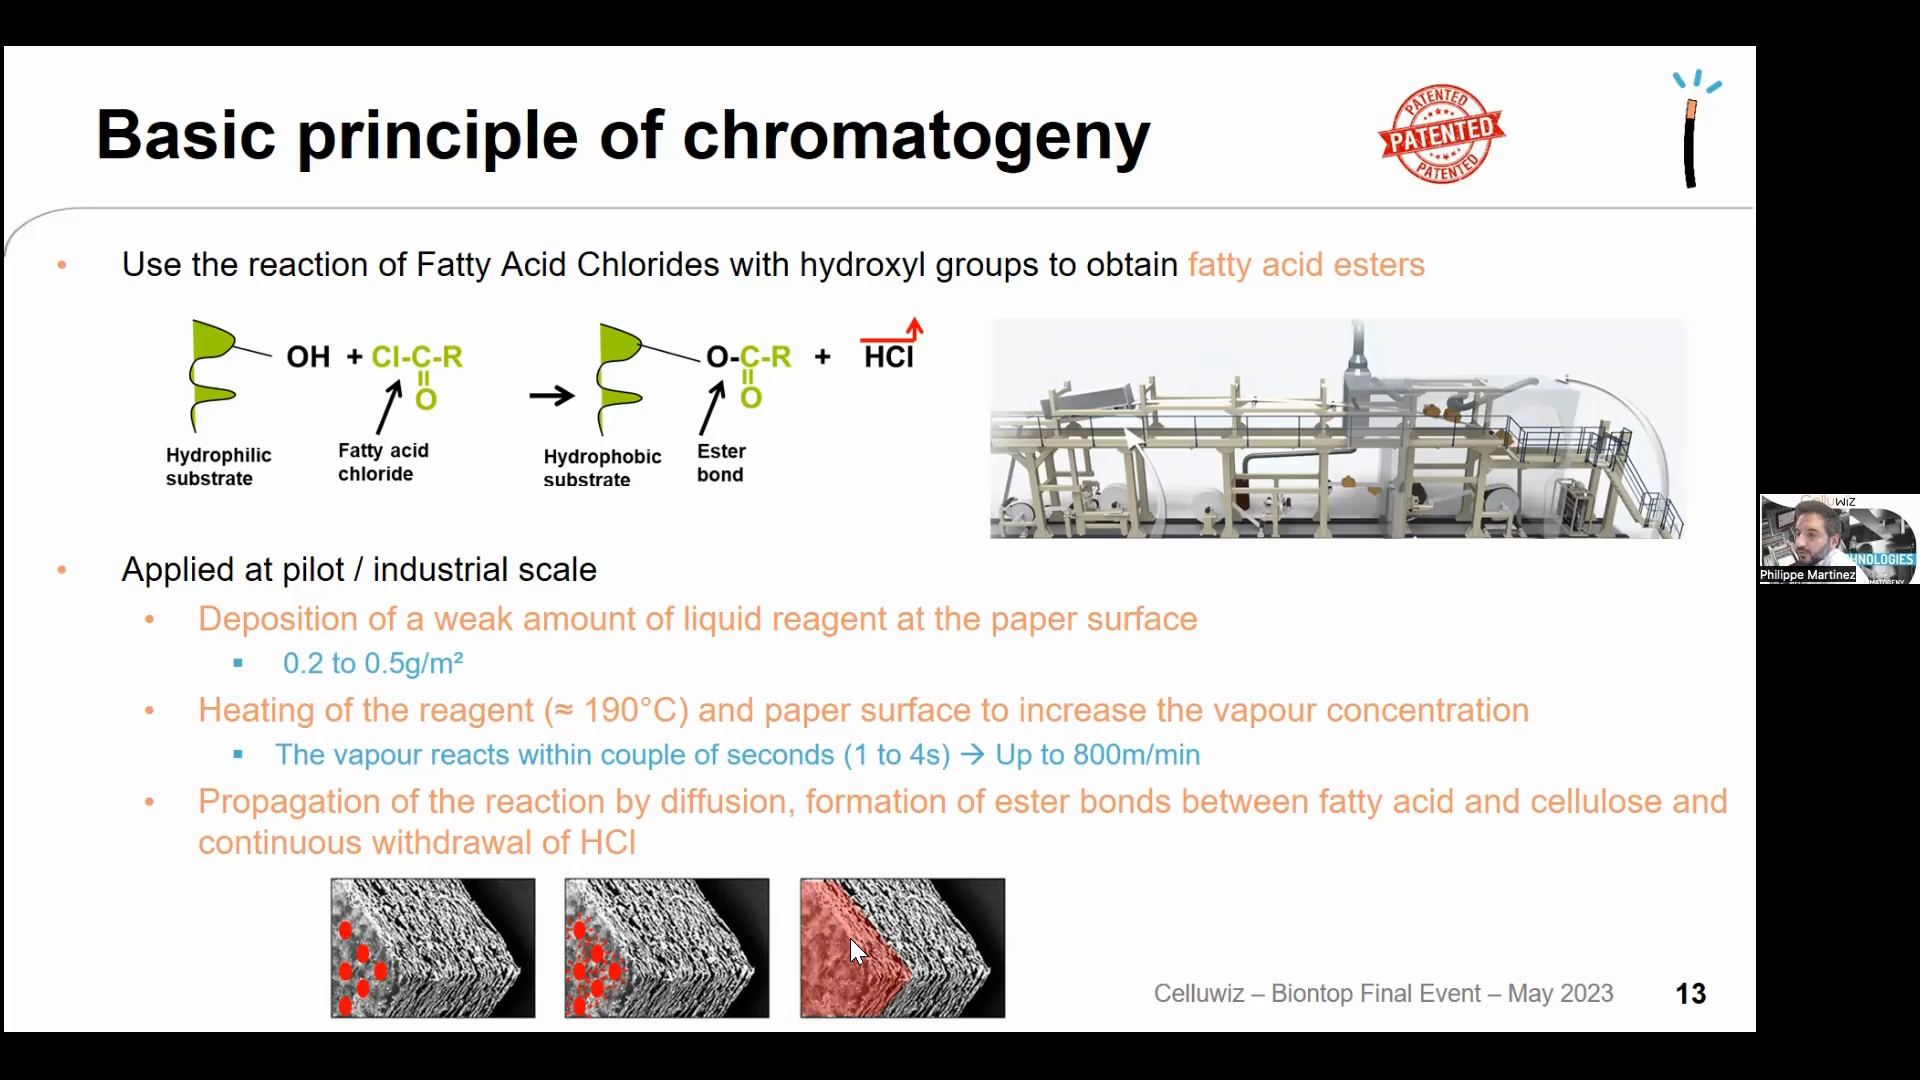 Basic principle of chromatogeny
PATENTED
PATENTED
PATENTED
• Use the reaction of Fatty Acid Chlorides with hydroxyl groups to obtain fatty acid esters
OH + Cl-C-R
O
Hydrophilic
substrate
Fatty acid
chloride
O-C-R + HCl
O
Hydrophobic
substrate
Ester
bond
• Applied at pilot / industrial scale
• Deposition of a weak amount of liquid reagent at the paper surface
▪ 0.2 to 0.5g/m²
• Heating of the reagent (≈ 190°C) and paper surface to increase the vapour concentration
▪ The vapour reacts within couple of seconds (1 to 4s) → Up to 800m/min
• Propagation of the reaction by diffusion, formation of ester bonds between fatty acid and cellulose and
continuous withdrawal of HCl
Celluwiz – Biontop Final Event – May 2023
13
Celluwiz
HNOLOGIES
MATOGENY
Philippe Martinez